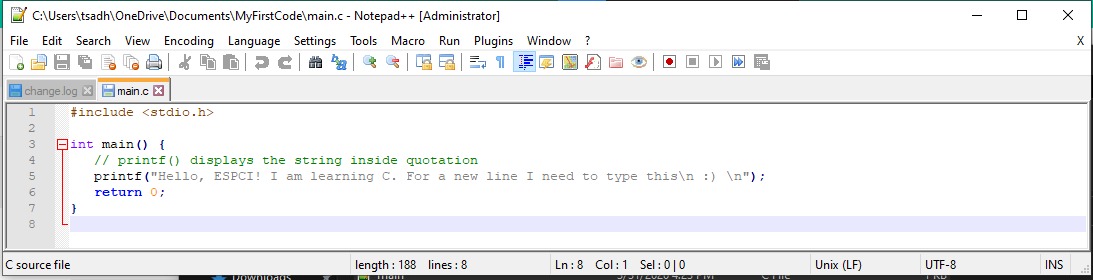 C:\Users\tsadh\OneDrive\Documents\MyFirstCode\main.c - Notepad++ [Administrator]
File Edit Search View Encoding Language Settings Tools Macro Run Plugins Window ? X
change.log main.c
1 #include <stdio.h>
2
3 int main() {
4 // printf() displays the string inside quotation
5 printf("Hello, ESPCI! I am learning C. For a new line I need to type this\n :) \n");
6 return 0;
7 }
8
C source file length : 188 lines : 8 Ln : 8 Col : 1 Sel : 0 | 0 Unix (LF) UTF-8 INS
Downloads main